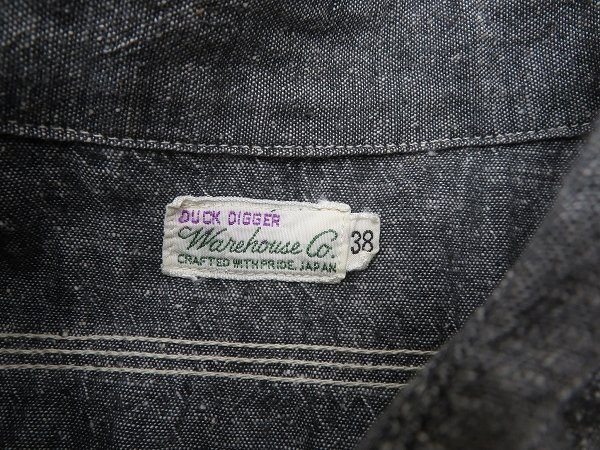 DUCK DIGGER
Warehouse Co.
CRAFTED WITH PRIDE, JAPAN
38